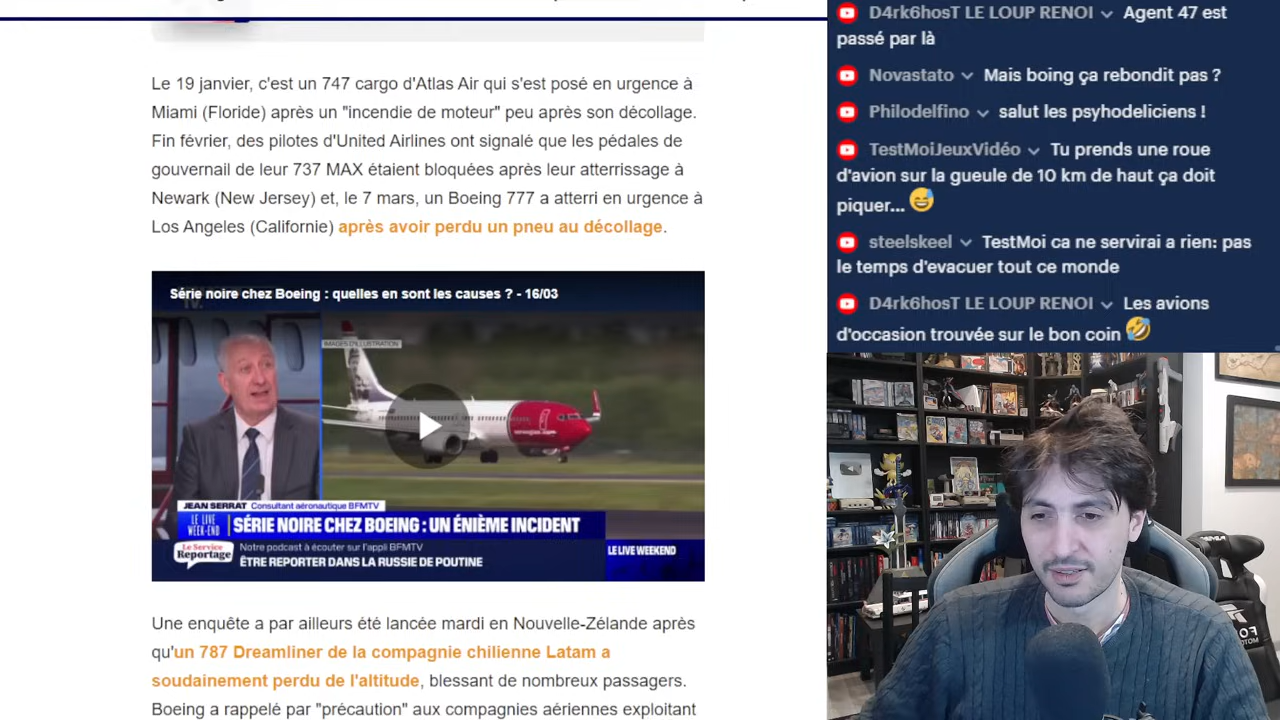 Le 19 janvier, c'est un 747 cargo d'Atlas Air qui s'est posé en urgence à
Miami (Floride) après un "incendie de moteur" peu après son décollage.
Fin février, des pilotes d'United Airlines ont signalé que les pédales de
gouvernail de leur 737 MAX étaient bloquées après leur atterrissage à
Newark (New Jersey) et, le 7 mars, un Boeing 777 a atterri en urgence à
Los Angeles (Californie) après avoir perdu un pneu au décollage.
Série noire chez Boeing : quelles en sont les causes ? - 16/03
IMAGES D'ILLUSTRATION
JEAN SERRAT Consultant aéronautique BFMTV
LE LIVE
WEEK-END
SÉRIE NOIRE CHEZ BOEING : UN ÉNIÈME INCIDENT
Le Service
Reportage
Notre podcast à écouter sur l'appli BFMTV
ÊTRE REPORTER DANS LA RUSSIE DE POUTINE
LE LIVE WEEKEND
Une enquête a par ailleurs été lancée mardi en Nouvelle-Zélande après
qu'un 787 Dreamliner de la compagnie chilienne Latam a
soudainement perdu de l'altitude, blessant de nombreux passagers.
Boeing a rappelé par "précaution" aux compagnies aériennes exploitant
D4rk6hosT LE LOUP RENOI Agent 47 est
passé par là
Novastato Mais boing ça rebondit pas ?
Philodelfino salut les psyhodeliciens !
TestMoiJeuxVidéo Tu prends une roue
d'avion sur la gueule de 10 km de haut ça doit
piquer... 😅
steelskeel TestMoi ca ne servirai a rien: pas
le temps d'evacuer tout ce monde
D4rk6hosT LE LOUP RENOI Les avions
d'occasion trouvée sur le bon coin 🤣